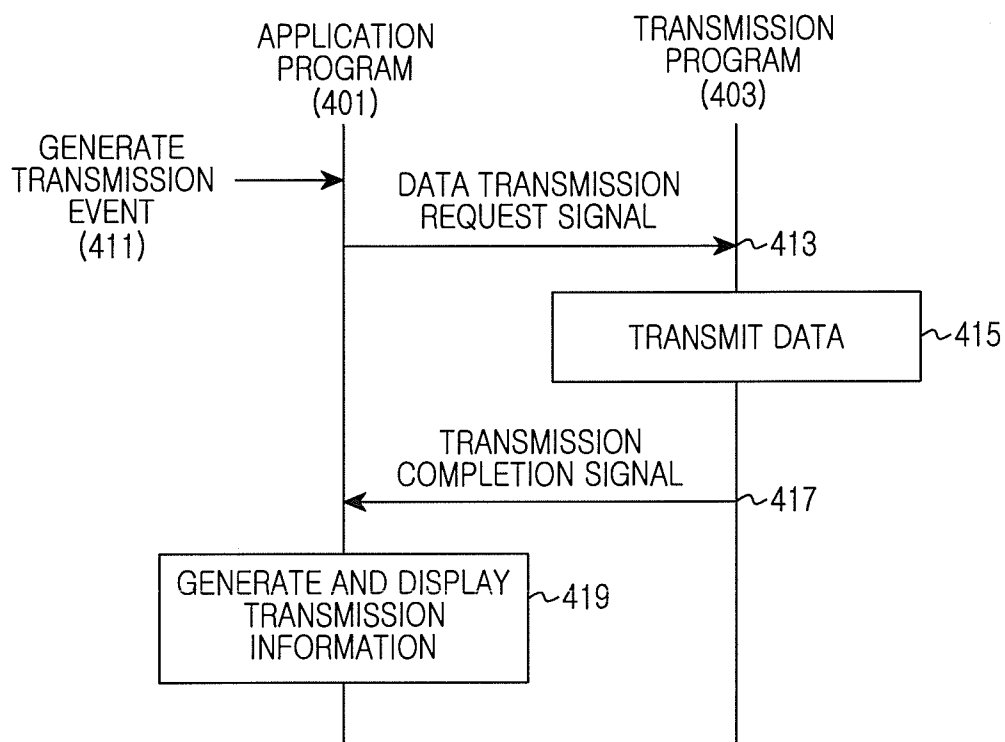 APPLICATION
PROGRAM
(401)
TRANSMISSION
PROGRAM
(403)
GENERATE
TRANSMISSION
EVENT
(411)
DATA TRANSMISSION
REQUEST SIGNAL
413
TRANSMIT DATA
415
TRANSMISSION
COMPLETION SIGNAL
417
GENERATE AND DISPLAY
TRANSMISSION
INFORMATION
419